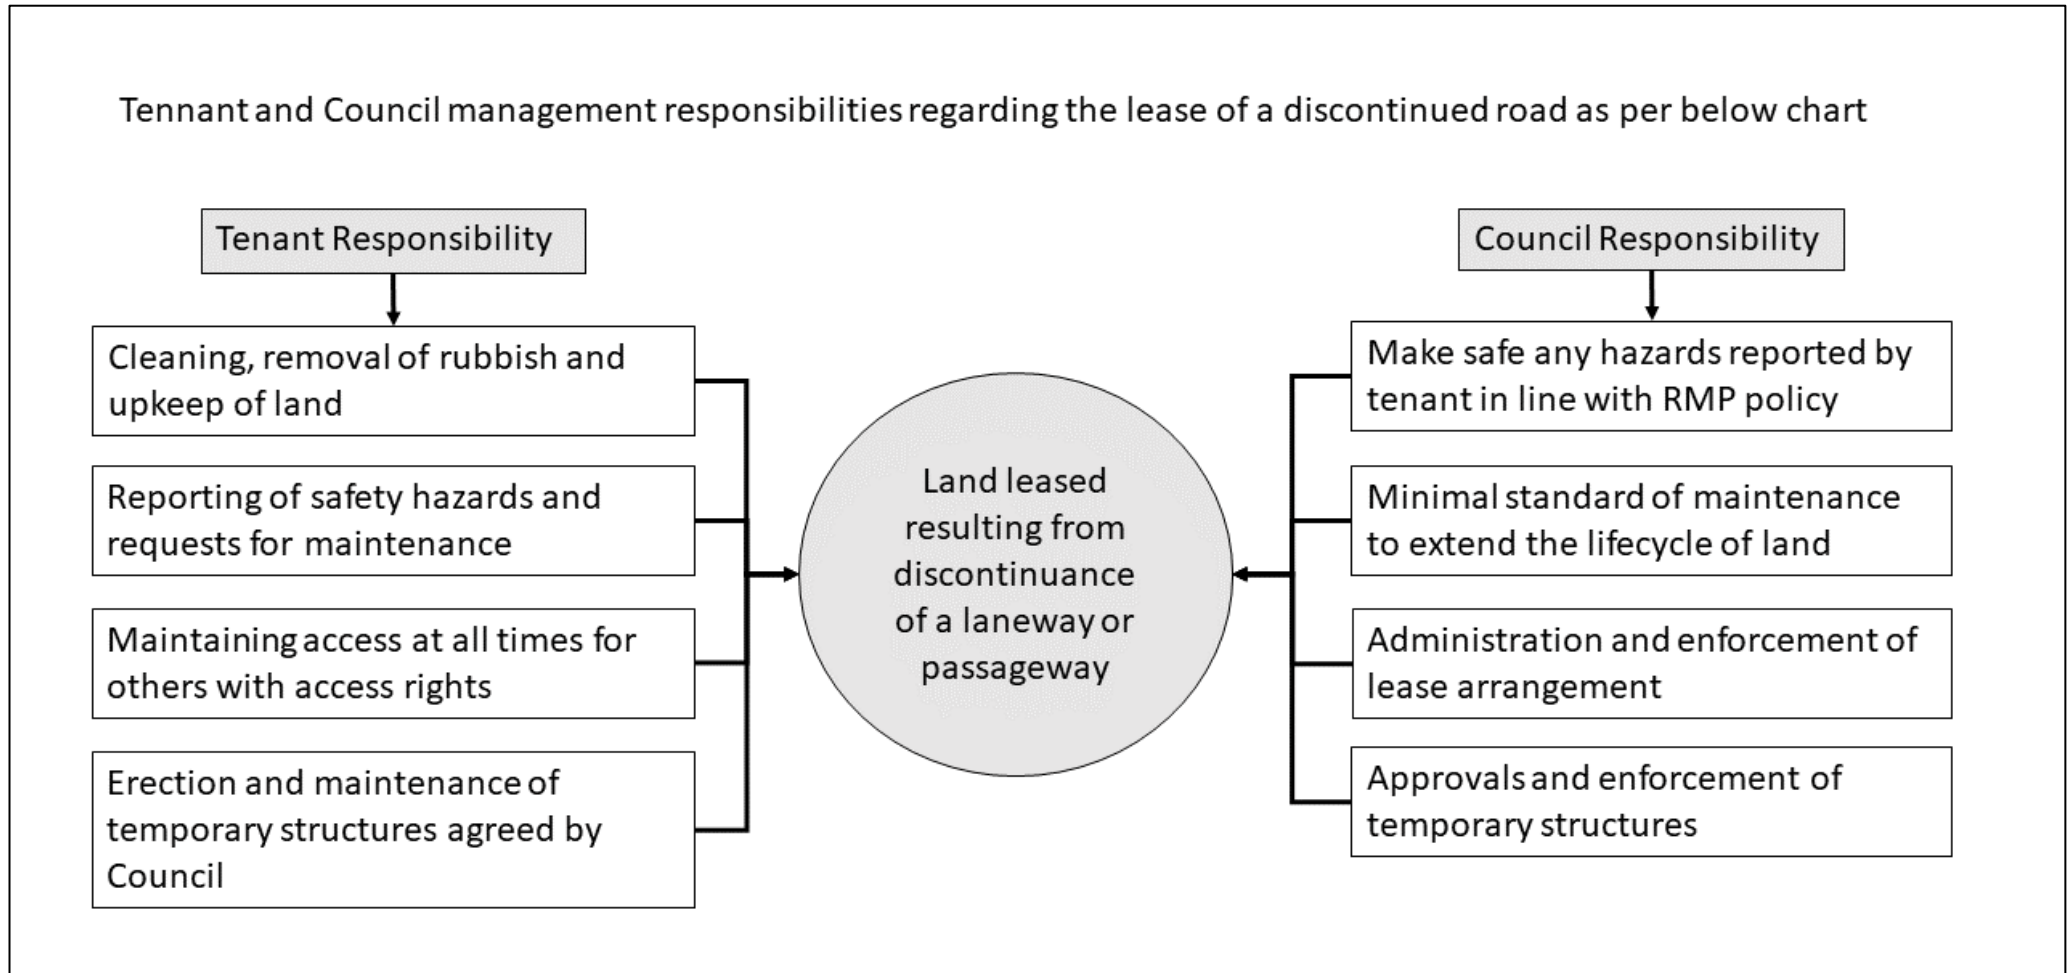 Tennant and Council management responsibilities regarding the lease of a discontinued road as per below chart
Tenant Responsibility
Cleaning, removal of rubbish and
upkeep of land
Reporting of safety hazards and
requests for maintenance
Maintaining access at all times for
others with access rights
Erection and maintenance of
temporary structures agreed by
Council
Land leased
resulting from
discontinuance
of a laneway or
passageway
Council Responsibility
Make safe any hazards reported by
tenant in line with RMP policy
Minimal standard of maintenance
to extend the lifecycle of land
Administration and enforcement of
lease arrangement
Approvals and enforcement of
temporary structures